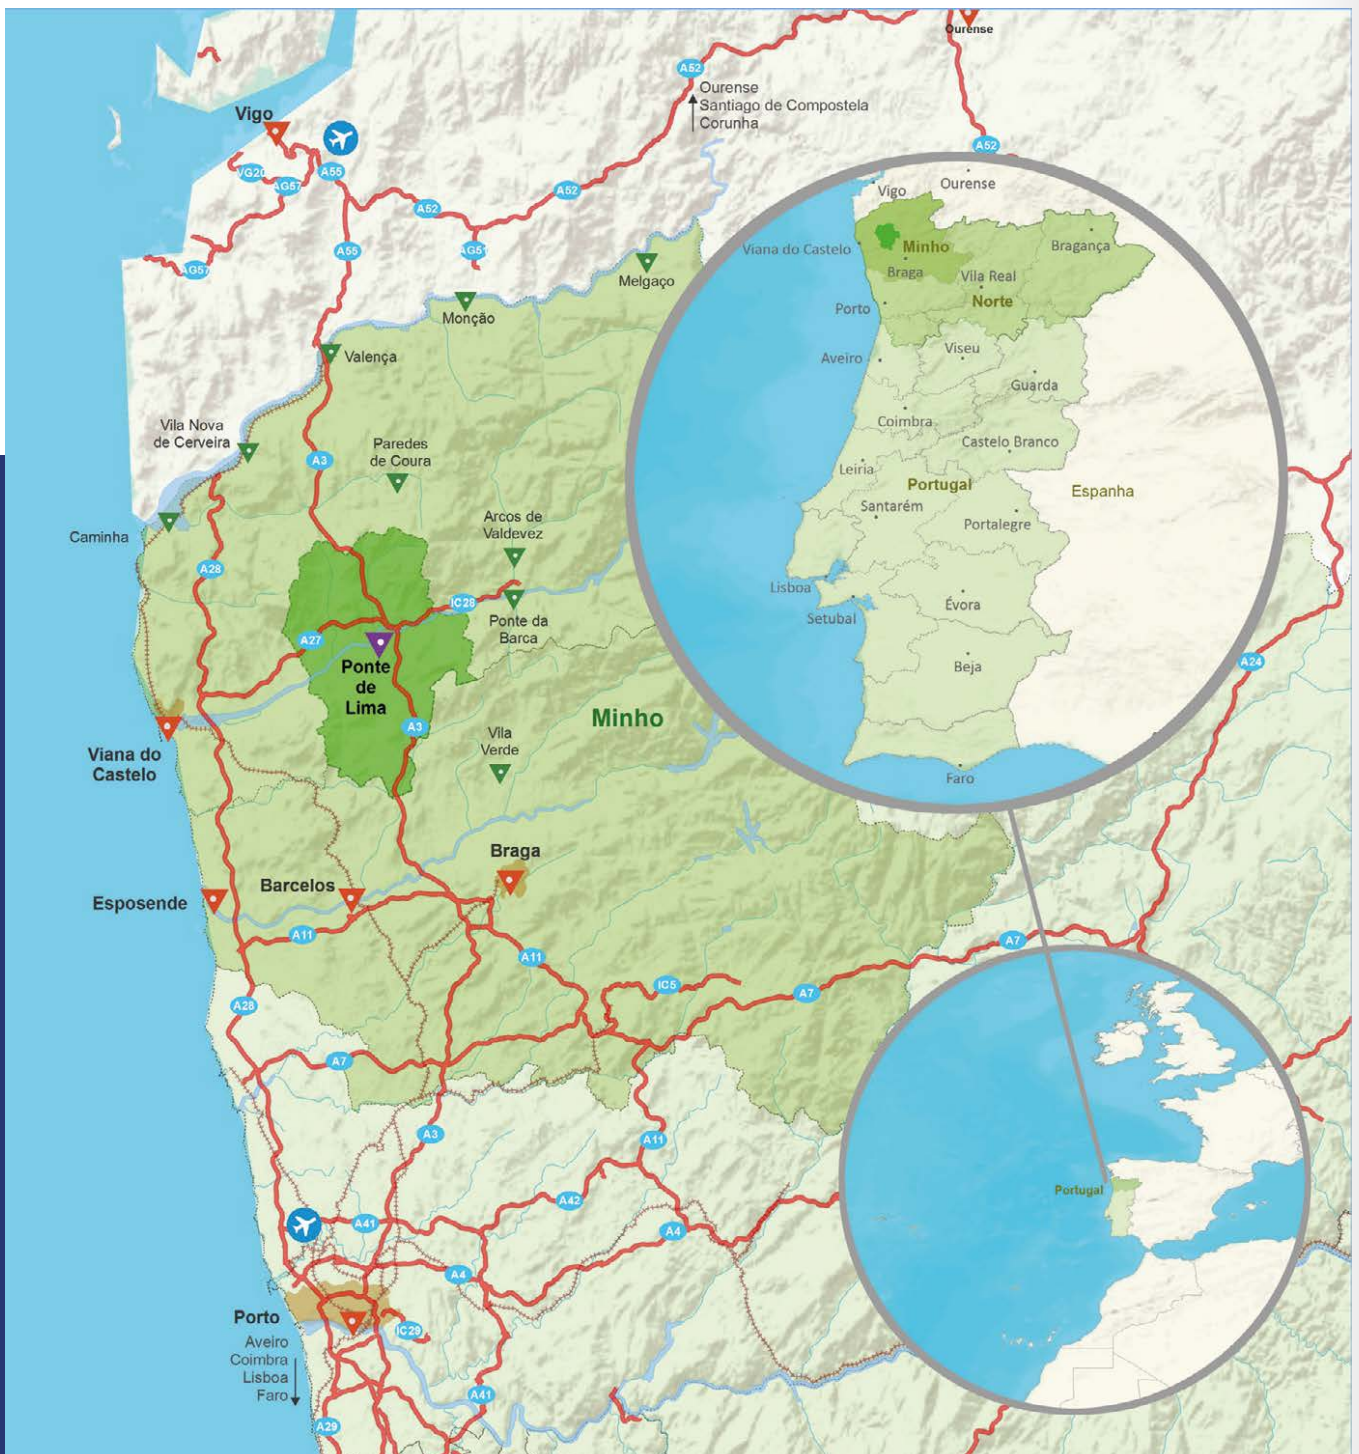 Ourense
A52
Ourense
Santiago de Compostela
Corunha
Vigo
A52
VG20
A55
AG57
A52
A52
A55
AG51
AG57
Melgaço
Monção
Valença
Vila Nova
de Cerveira
Paredes
de Coura
A3
Arcos de
Valdevez
Caminha
A28
IC28
Ponte da
Barca
A27
Ponte
de
Lima
A3
Minho
Vila
Verde
Viana do
Castelo
Braga
Barcelos
Esposende
A11
A11
A28
IC5
A7
A7
A24
A7
A3
A11
A42
A41
A4
A4
Porto
IC29
Aveiro
Coimbra
Lisboa
Faro
A41
A29
Vigo
Ourense
Viana do Castelo
Minho
Bragança
Braga
Vila Real
Norte
Porto
Viseu
Aveiro
Guarda
Coimbra
Castelo Branco
Leiria
Portugal
Espanha
Santarém
Portalegre
Lisboa
Évora
Setubal
Beja
Faro
Portugal